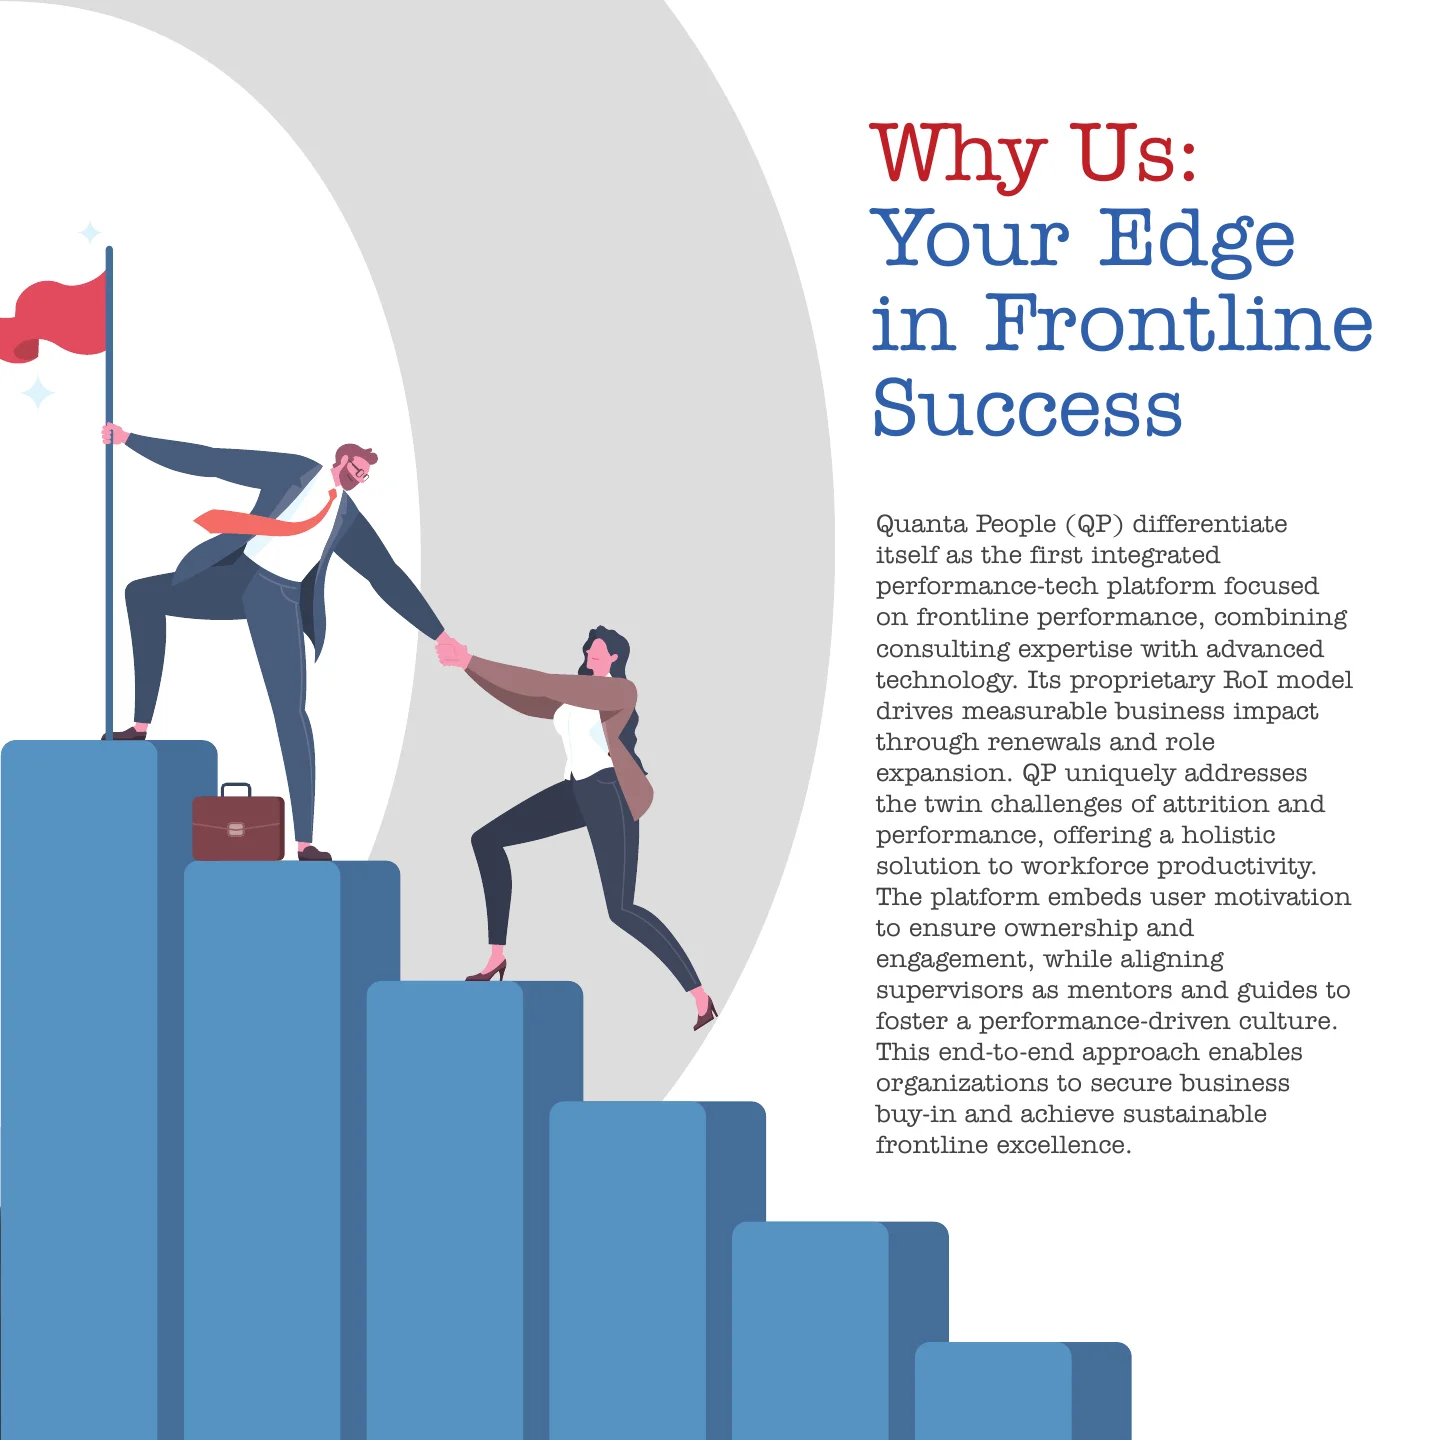 Why Us:
Your Edge
in Frontline
Success
Quanta People (QP) differentiate
itself as the first integrated
performance-tech platform focused
on frontline performance, combining
consulting expertise with advanced
technology. Its proprietary RoI model
drives measurable business impact
through renewals and role
expansion. QP uniquely addresses
the twin challenges of attrition and
performance, offering a holistic
solution to workforce productivity.
The platform embeds user motivation
to ensure ownership and
engagement, while aligning
supervisors as mentors and guides to
foster a performance-driven culture.
This end-to-end approach enables
organizations to secure business
buy-in and achieve sustainable
frontline excellence.